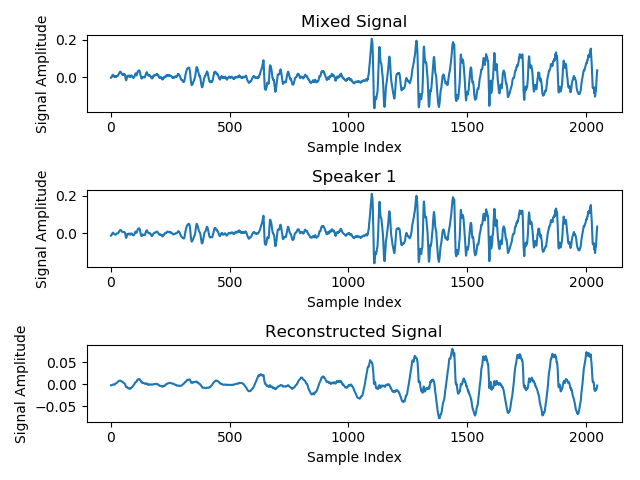 Mixed Signal
Signal Amplitude
0.2
0.0
0 500 1000 1500 2000
Sample Index
Speaker 1
Signal Amplitude
0.2
0.0
0 500 1000 1500 2000
Sample Index
Reconstructed Signal
Signal Amplitude
0.05
0.00
−0.05
0 500 1000 1500 2000
Sample Index